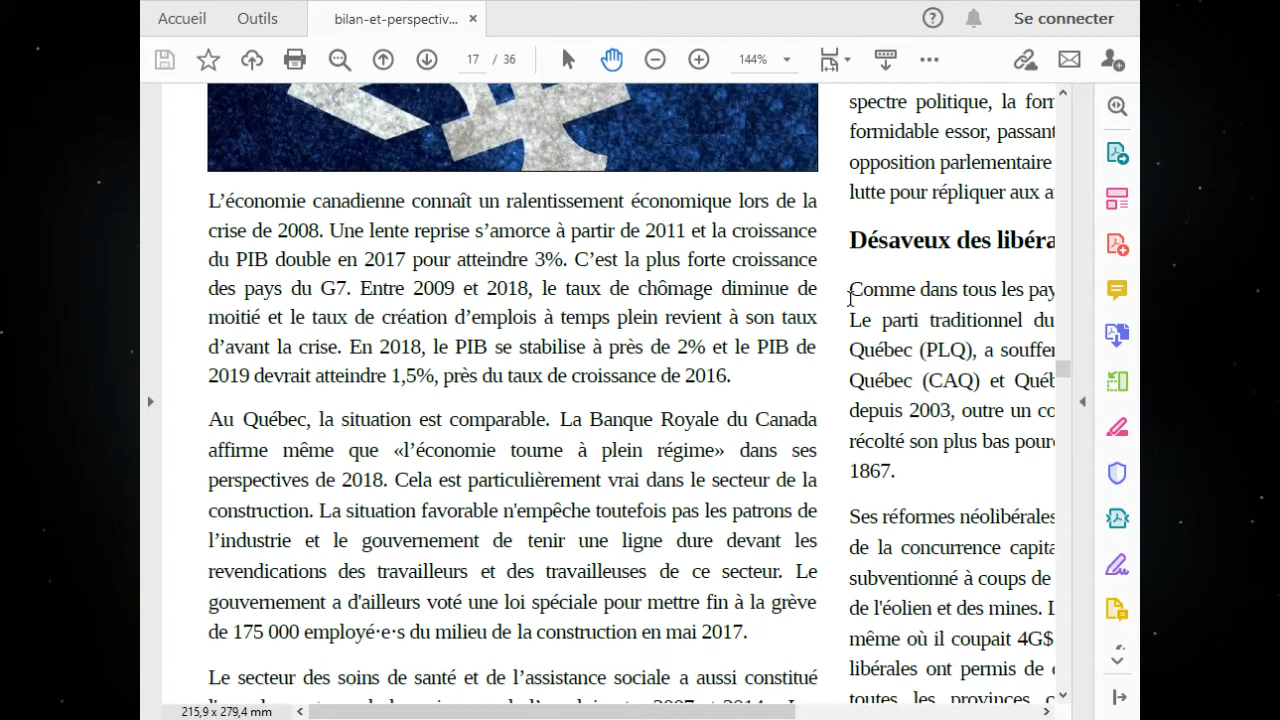 Accueil
Outils
bilan-et-perspectiv...
Se connecter
17 / 36
144%
L’économie canadienne connaît un ralentissement économique lors de la
crise de 2008. Une lente reprise s’amorce à partir de 2011 et la croissance
du PIB double en 2017 pour atteindre 3%. C’est la plus forte croissance
des pays du G7. Entre 2009 et 2018, le taux de chômage diminue de
moitié et le taux de création d’emplois à temps plein revient à son taux
d’avant la crise. En 2018, le PIB se stabilise à près de 2% et le PIB de
2019 devrait atteindre 1,5%, près du taux de croissance de 2016.
Au Québec, la situation est comparable. La Banque Royale du Canada
affirme même que «l’économie tourne à plein régime» dans ses
perspectives de 2018. Cela est particulièrement vrai dans le secteur de la
construction. La situation favorable n'empêche toutefois pas les patrons de
l’industrie et le gouvernement de tenir une ligne dure devant les
revendications des travailleurs et des travailleuses de ce secteur. Le
gouvernement a d'ailleurs voté une loi spéciale pour mettre fin à la grève
de 175 000 employé·e·s du milieu de la construction en mai 2017.
Le secteur des soins de santé et de l’assistance sociale a aussi constitué
spectre politique, la for
formidable essor, passant
opposition parlementaire
lutte pour répliquer aux a
Désaveux des libéra
Comme dans tous les pay
Le parti traditionnel du
Québec (PLQ), a souffer
Québec (CAQ) et Québ
depuis 2003, outre un co
récolté son plus bas pour
1867.
Ses réformes néolibérales
de la concurrence capita
subventionné à coups de
de l'éolien et des mines. L
même où il coupait 4G$
libérales ont permis de
toutes les provinces
215,9 x 279,4 mm